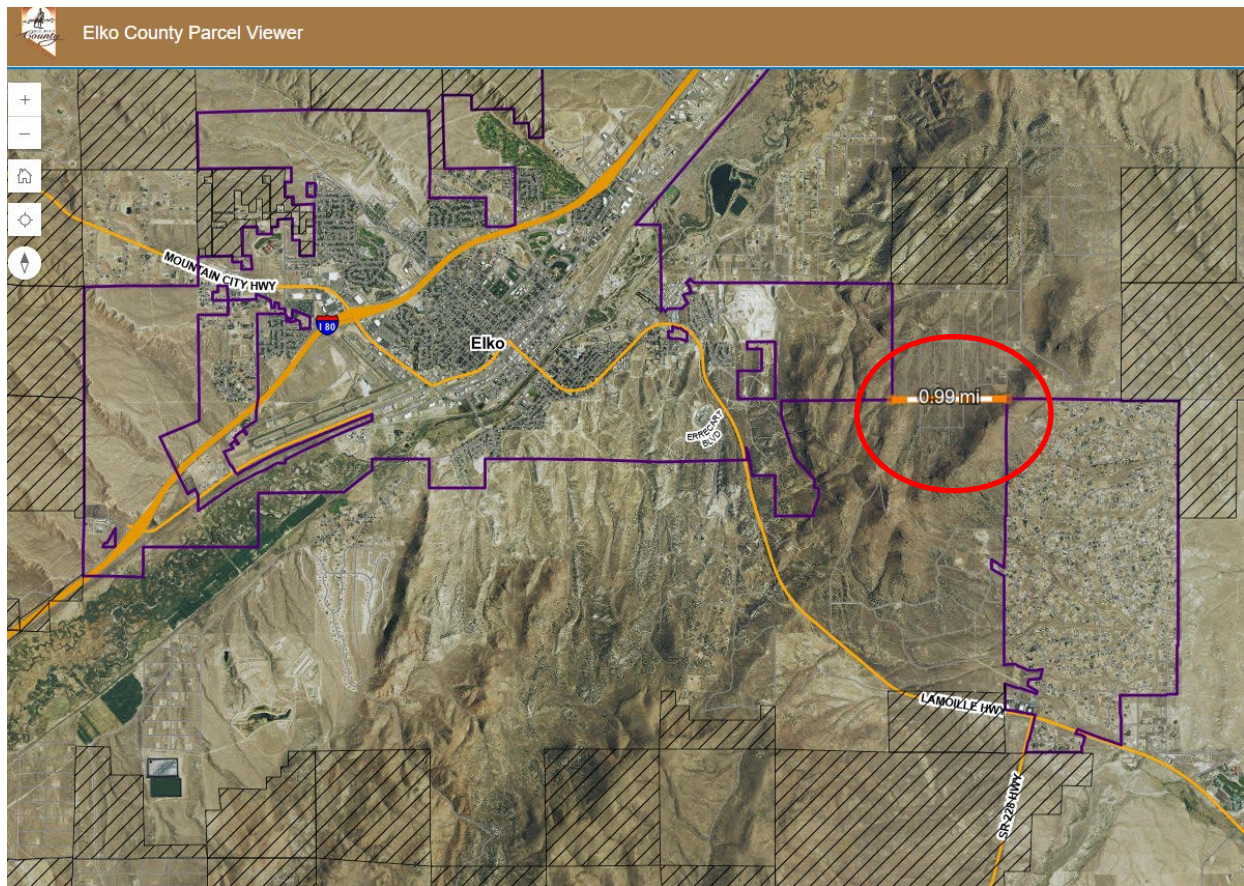 County
Elko County Parcel Viewer
MOUNTAIN CITY HWY
I 80
Elko
ERRECART
BLVD
0.99 mi
LAMOILLE HWY
SR 228 HWY